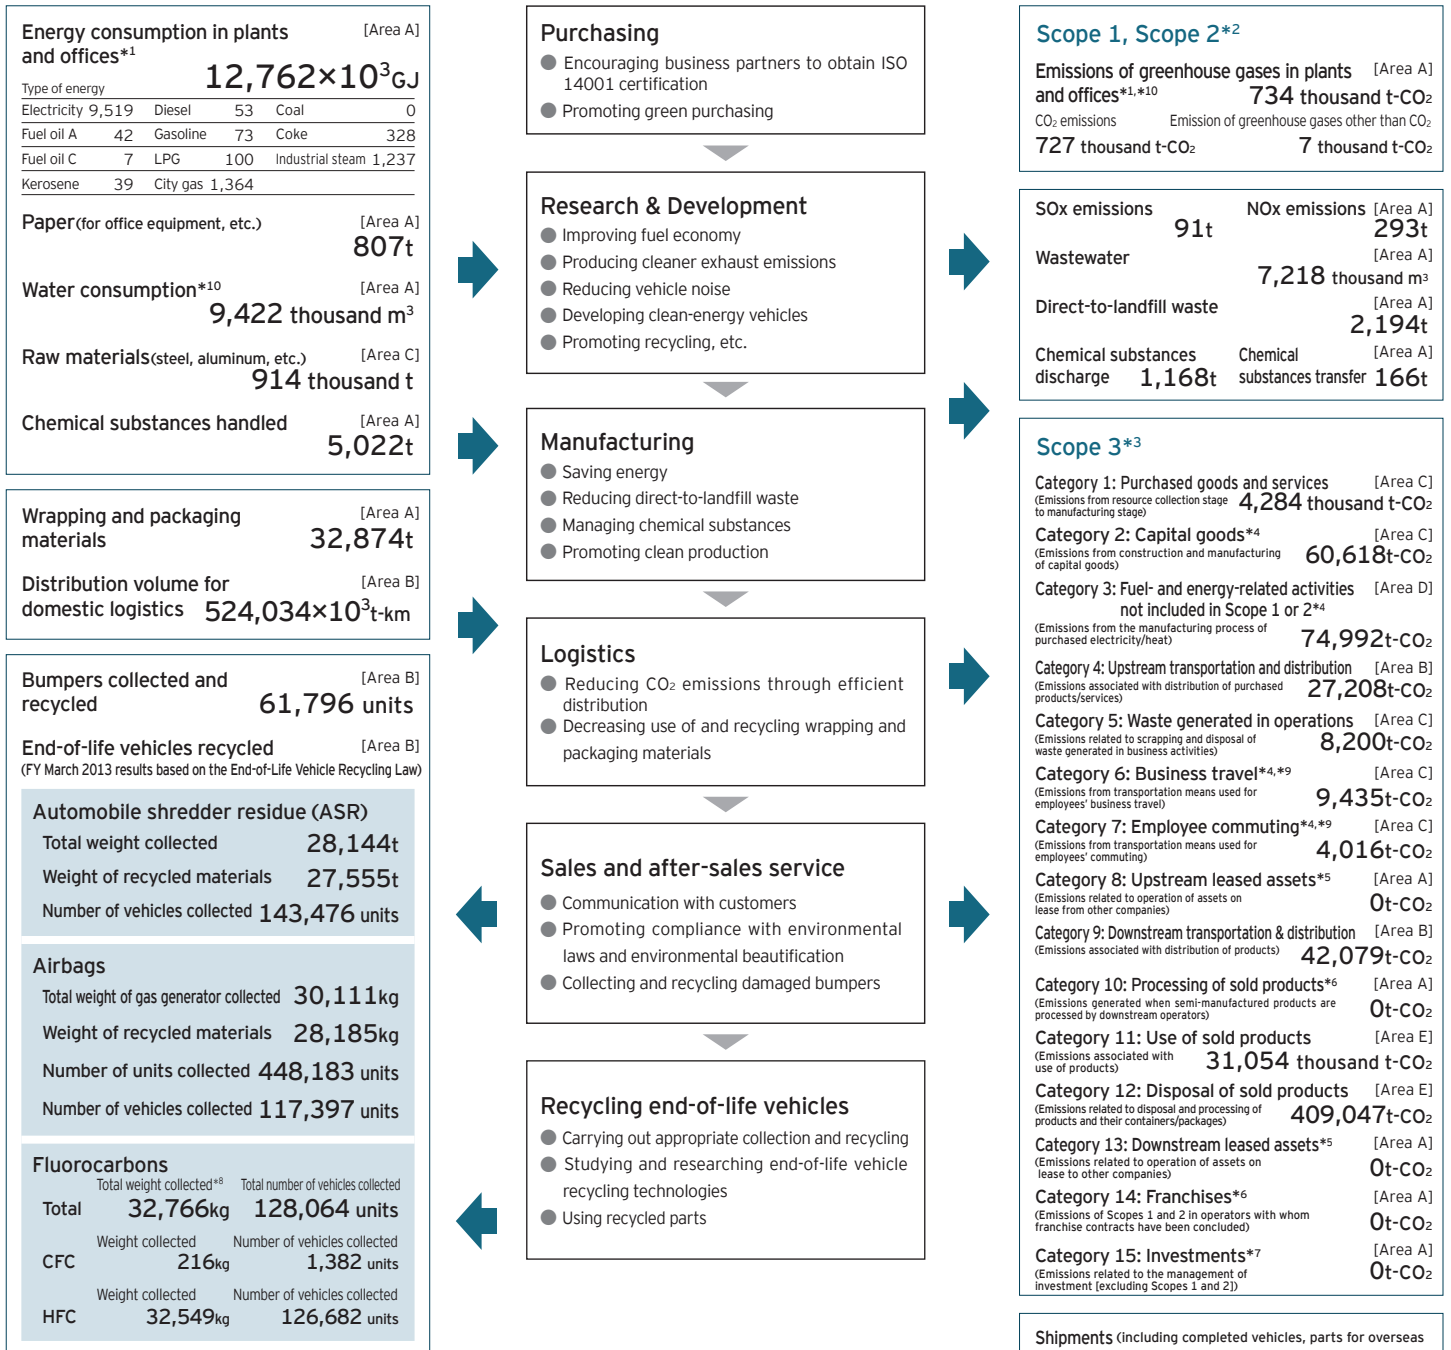 Energy consumption in plants [Area A]
and offices*1
12,762×10³GJ
Type of energy
Electricity 9,519 Diesel 53 Coal 0
Fuel oil A 42 Gasoline 73 Coke 328
Fuel oil C 7 LPG 100 Industrial steam 1,237
Kerosene 39 City gas 1,364
Paper(for office equipment, etc.) [Area A]
807t
Water consumption*10 [Area A]
9,422 thousand m³
Raw materials(steel, aluminum, etc.) [Area C]
914 thousand t
Chemical substances handled [Area A]
5,022t
Wrapping and packaging [Area A]
materials 32,874t
Distribution volume for [Area B]
domestic logistics 524,034×10³t-km
Bumpers collected and [Area B]
recycled 61,796 units
End-of-life vehicles recycled [Area B]
(FY March 2013 results based on the End-of-Life Vehicle Recycling Law)
Automobile shredder residue (ASR)
Total weight collected 28,144t
Weight of recycled materials 27,555t
Number of vehicles collected 143,476 units
Airbags
Total weight of gas generator collected 30,111kg
Weight of recycled materials 28,185kg
Number of units collected 448,183 units
Number of vehicles collected 117,397 units
Fluorocarbons
Total weight collected*8 Total number of vehicles collected
Total 32,766kg 128,064 units
Weight collected Number of vehicles collected
CFC 216kg 1,382 units
Weight collected Number of vehicles collected
HFC 32,549kg 126,682 units
Purchasing
● Encouraging business partners to obtain ISO
14001 certification
● Promoting green purchasing
Research & Development
● Improving fuel economy
● Producing cleaner exhaust emissions
● Reducing vehicle noise
● Developing clean-energy vehicles
● Promoting recycling, etc.
Manufacturing
● Saving energy
● Reducing direct-to-landfill waste
● Managing chemical substances
● Promoting clean production
Logistics
● Reducing CO₂ emissions through efficient
distribution
● Decreasing use of and recycling wrapping and
packaging materials
Sales and after-sales service
● Communication with customers
● Promoting compliance with environmental
laws and environmental beautification
● Collecting and recycling damaged bumpers
Recycling end-of-life vehicles
● Carrying out appropriate collection and recycling
● Studying and researching end-of-life vehicle
recycling technologies
● Using recycled parts
Scope 1, Scope 2*2
Emissions of greenhouse gases in plants [Area A]
and offices*1,*10 734 thousand t-CO₂
CO₂ emissions Emission of greenhouse gases other than CO₂
727 thousand t-CO₂ 7 thousand t-CO₂
SOx emissions NOx emissions [Area A]
91t 293t
Wastewater [Area A]
7,218 thousand m³
Direct-to-landfill waste [Area A]
2,194t
Chemical substances Chemical [Area A]
discharge 1,168t substances transfer 166t
Scope 3*3
Category 1: Purchased goods and services [Area C]
(Emissions from resource collection stage
to manufacturing stage) 4,284 thousand t-CO₂
Category 2: Capital goods*4 [Area C]
(Emissions from construction and manufacturing
of capital goods) 60,618t-CO₂
Category 3: Fuel- and energy-related activities [Area D]
not included in Scope 1 or 2*4
(Emissions from the manufacturing process of
purchased electricity/heat) 74,992t-CO₂
Category 4: Upstream transportation and distribution [Area B]
(Emissions associated with distribution of purchased
products/services) 27,208t-CO₂
Category 5: Waste generated in operations [Area C]
(Emissions related to scrapping and disposal of
waste generated in business activities) 8,200t-CO₂
Category 6: Business travel*4,*9 [Area C]
(Emissions from transportation means used for
employees' business travel) 9,435t-CO₂
Category 7: Employee commuting*4,*9 [Area C]
(Emissions from transportation means used for
employees' commuting) 4,016t-CO₂
Category 8: Upstream leased assets*5 [Area A]
(Emissions related to operation of assets on
lease from other companies) 0t-CO₂
Category 9: Downstream transportation & distribution [Area B]
(Emissions associated with distribution of products) 42,079t-CO₂
Category 10: Processing of sold products*6 [Area A]
(Emissions generated when semi-manufactured products are
processed by downstream operators) 0t-CO₂
Category 11: Use of sold products [Area E]
(Emissions associated with
use of products) 31,054 thousand t-CO₂
Category 12: Disposal of sold products [Area E]
(Emissions related to disposal and processing of
products and their containers/packages) 409,047t-CO₂
Category 13: Downstream leased assets*5 [Area A]
(Emissions related to operation of assets on
lease to other companies) 0t-CO₂
Category 14: Franchises*6 [Area A]
(Emissions of Scopes 1 and 2 in operators with whom
franchise contracts have been concluded) 0t-CO₂
Category 15: Investments*7 [Area A]
(Emissions related to the management of
investment [excluding Scopes 1 and 2]) 0t-CO₂
Shipments (including completed vehicles, parts for overseas